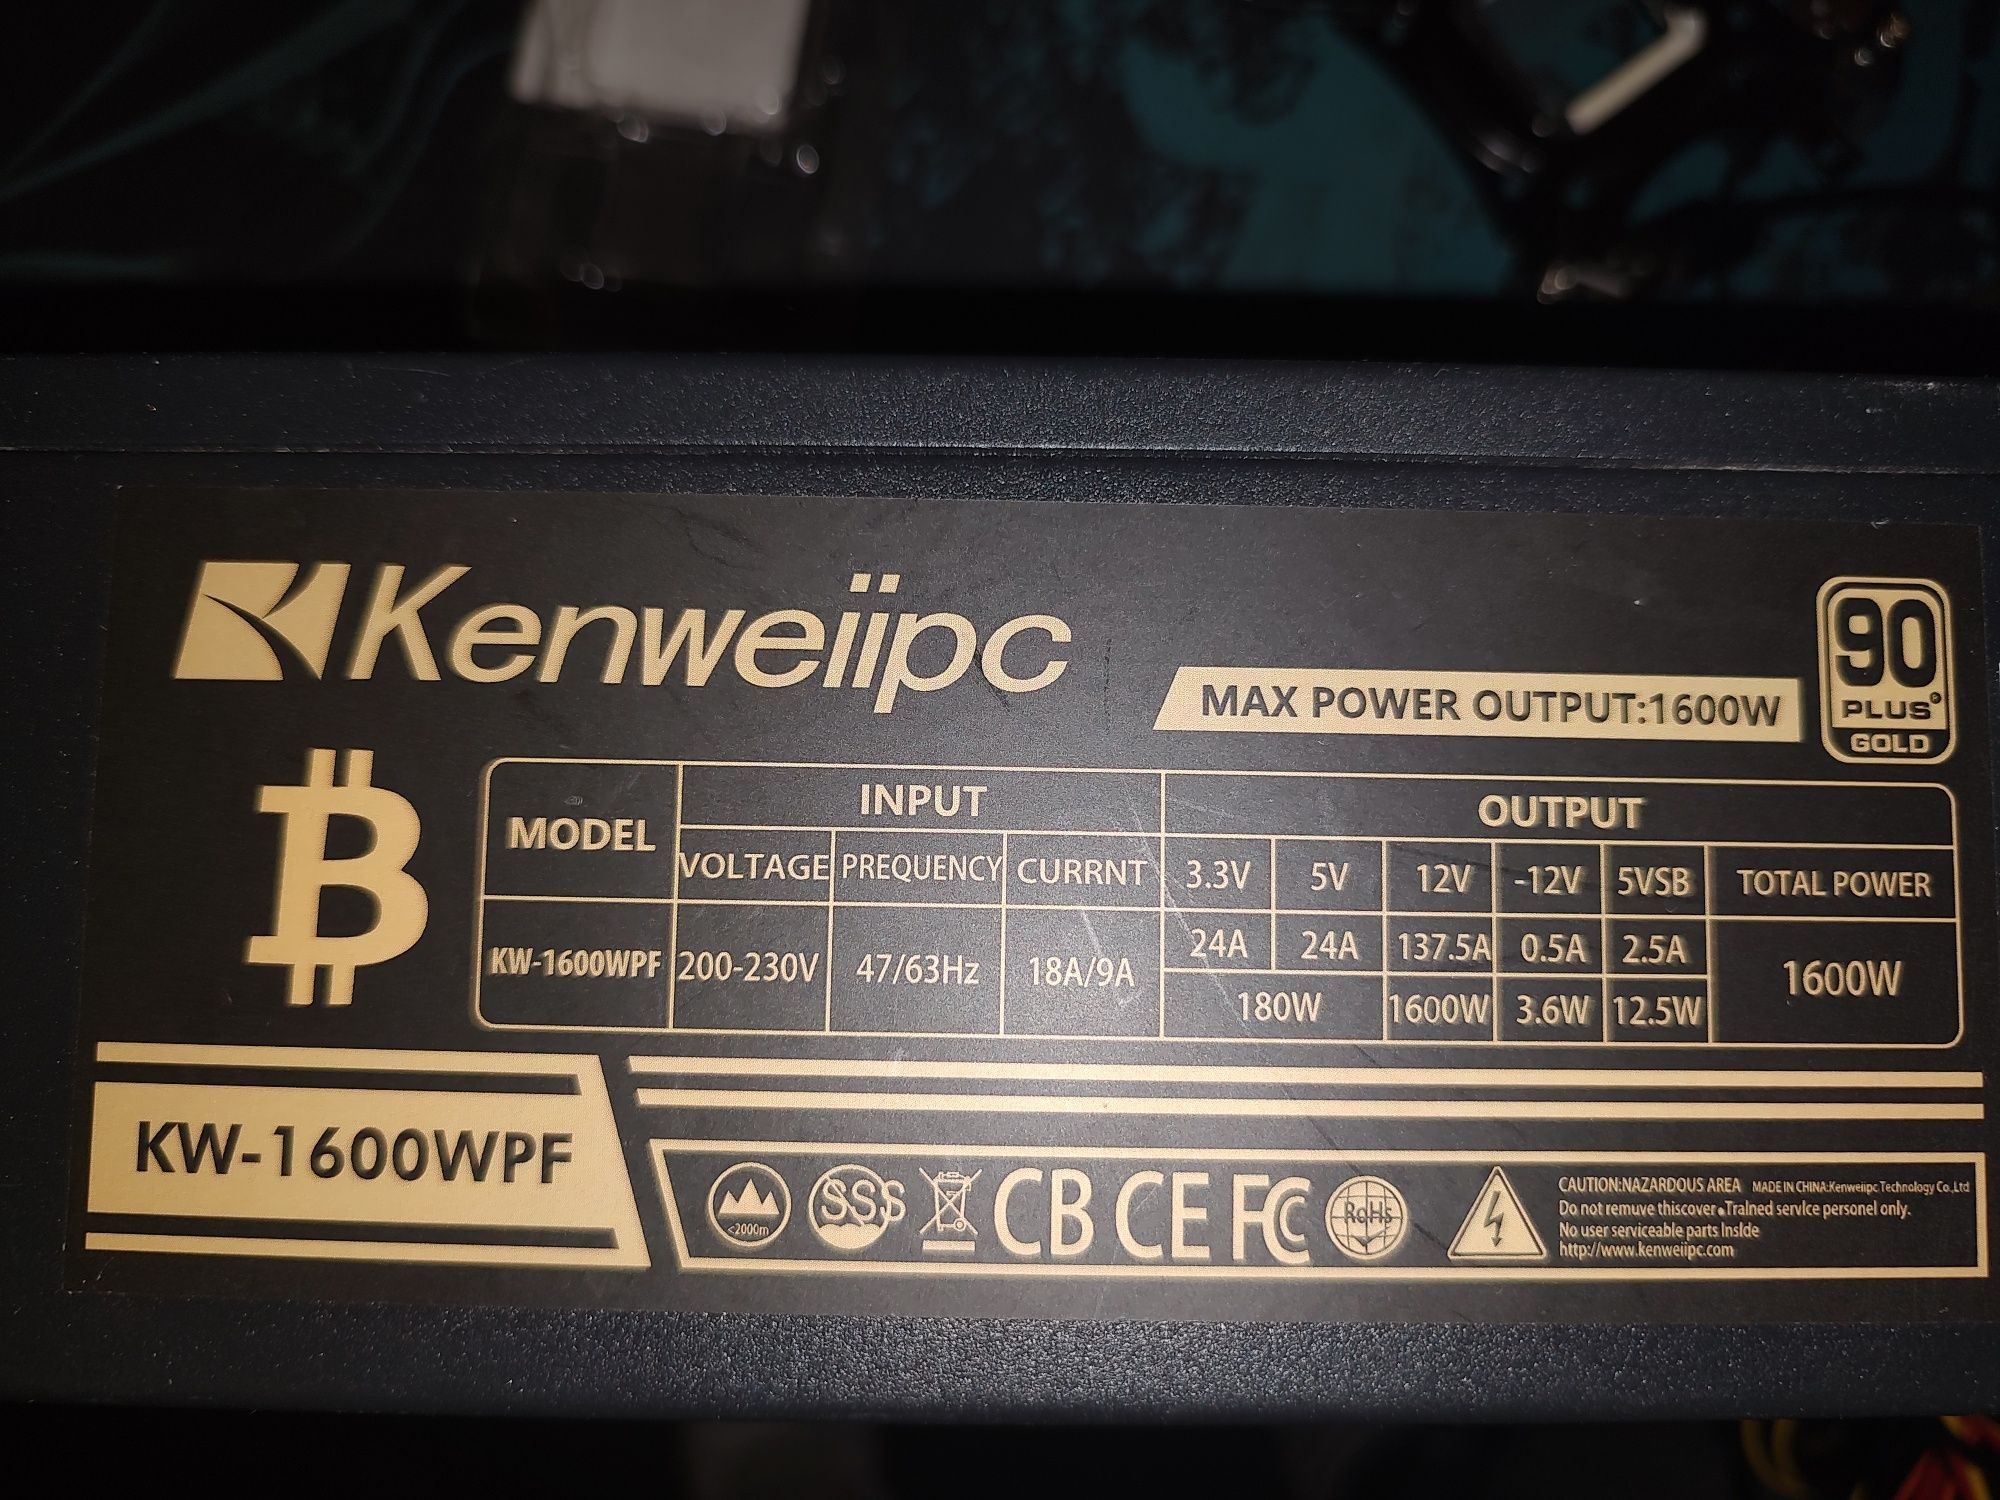 Kenweiipc
MAX POWER OUTPUT:1600W
90
PLUS®
GOLD
MODEL
INPUT
OUTPUT
VOLTAGE PREQUENCY CURRNT 3.3V 5V 12V -12V 5VSB TOTAL POWER
KW-1600WPF 200-230V 47/63Hz 18A/9A 24A 24A 137.5A 0.5A 2.5A 1600W
180W 1600W 3.6W 12.5W
KW-1600WPF
<2000m
SSS
CB CE FC
RoHs
CAUTION:NAZARDOUS AREA MADE IN CHINA:Kenweiipc Technology Co.,Ltd
Do not remuve thiscover•Tralned servlce personel only.
No user serviceable parts Inslde
http://www.kenweiipc.com